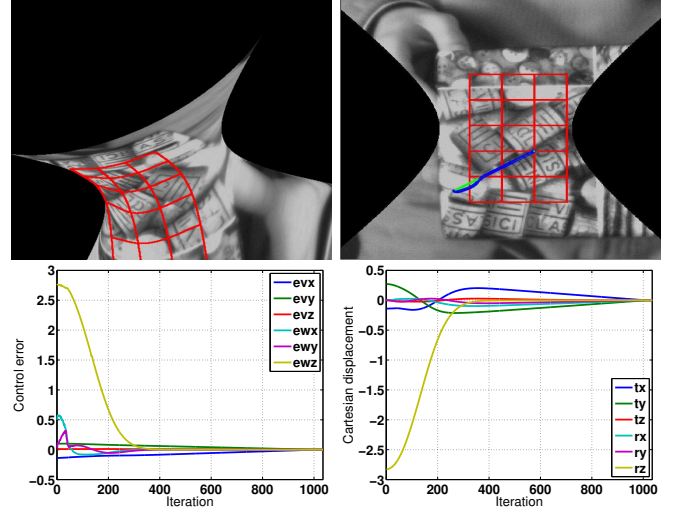 BICI
LA
3
2.5
2
1.5
1
0.5
0
−0.5
Control error
evx
evy
evz
ewx
ewy
ewz
0 200 400 600 800 1000
Iteration
0.5
0
−0.5
−1
−1.5
−2
−2.5
−3
Cartesian displacement
tx
ty
tz
rx
ry
rz
0 200 400 600 800 1000
Iteration